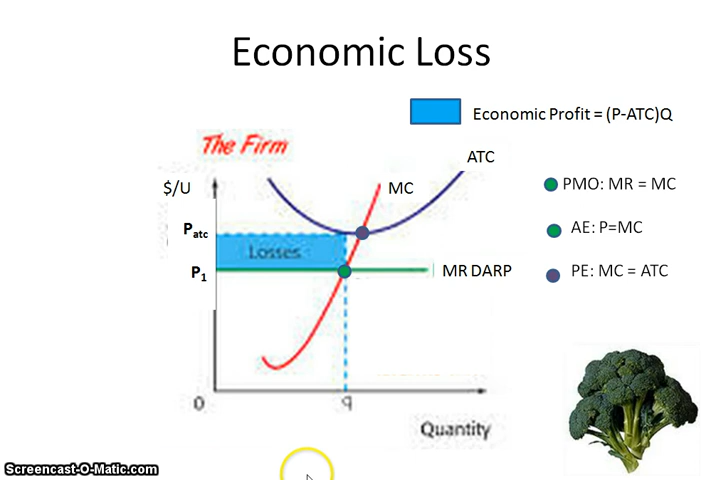 Economic Loss
Economic Profit = (P-ATC)Q
The Firm
ATC
$/U
MC
PMO: MR = MC
Patc
AE: P=MC
Losses
P1
MR DARP
PE: MC = ATC
0
q
Quantity
Screencast-O-Matic.com